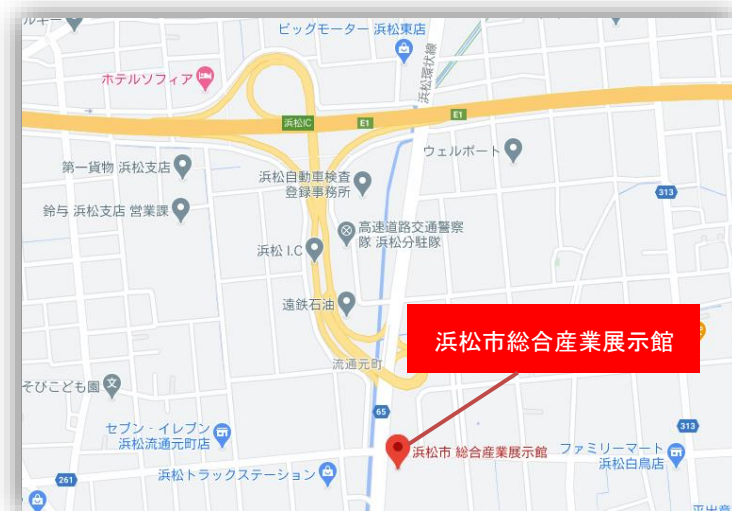 ルキー
ビッグモーター 浜松東店
ホテルソフィア
浜松環状線
浜松IC
E1
E1
第一貨物 浜松支店
浜松自動車検査
登録事務所
ウェルポート
313
鈴与 浜松支店 営業課
高速道路交通警察
隊 浜松分駐隊
浜松 I.C
遠鉄石油
浜松市総合産業展示館
流通元町
そびこども園
65
セブン‐イレブン
浜松流通元町店
313
浜松市 総合産業展示館
ファミリーマート
浜松白鳥店
浜松トラックステーション
261